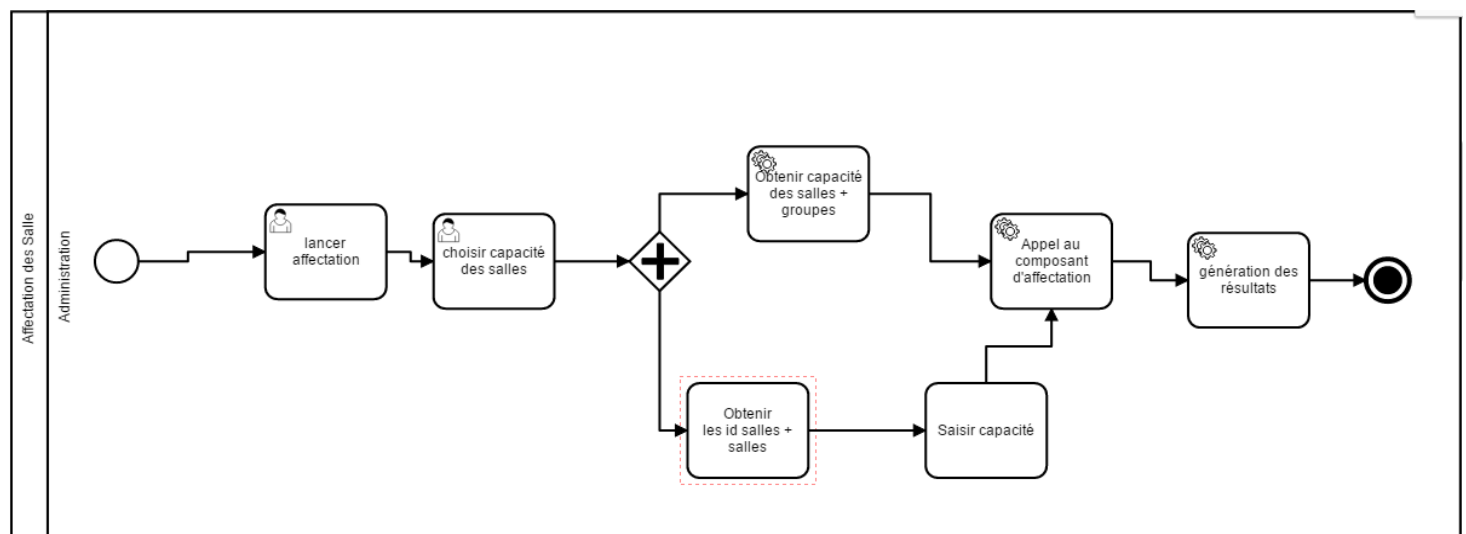 Affectation des Salle
Administration
lancer
affectation
choisir capacité
des salles
Obtenir capacité
des salles +
groupes
Obtenir
les id salles +
salles
Saisir capacité
Appel au
composant
d'affectation
génération des
résultats